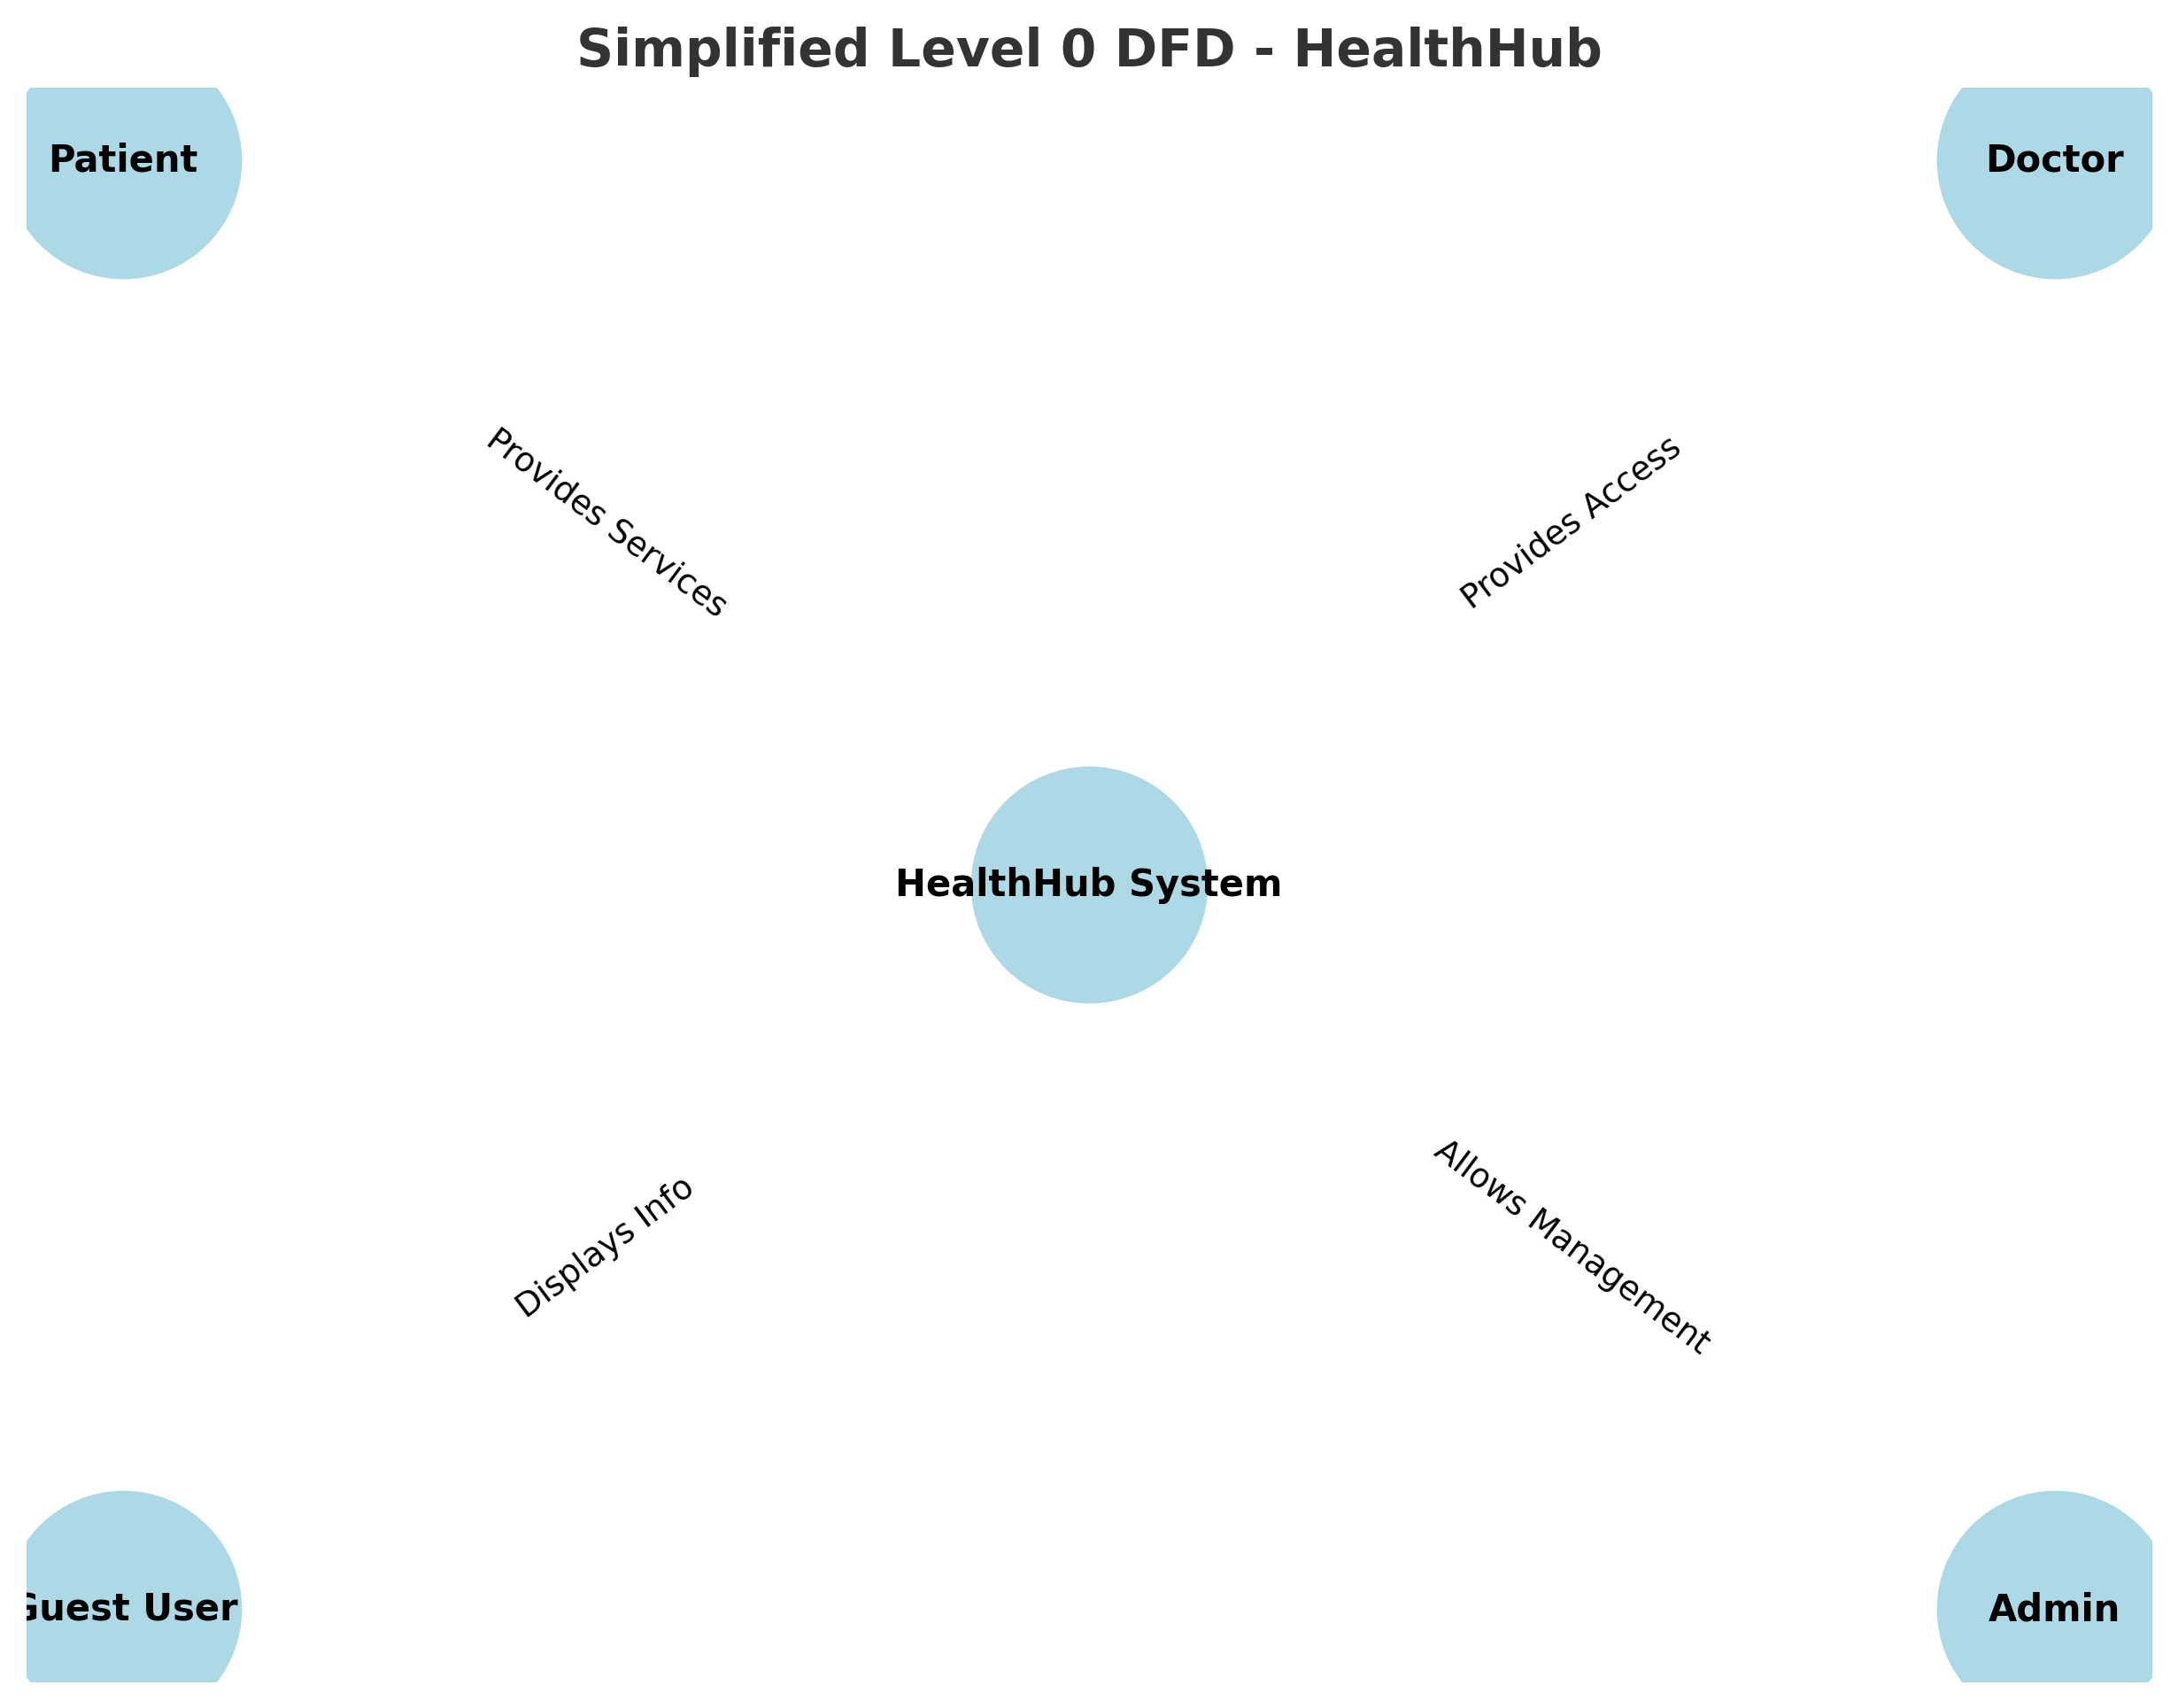 Simplified Level 0 DFD - HealthHub
Patient
Doctor
Provides Services
Provides Access
HealthHub System
Displays Info
Allows Management
Guest User
Admin